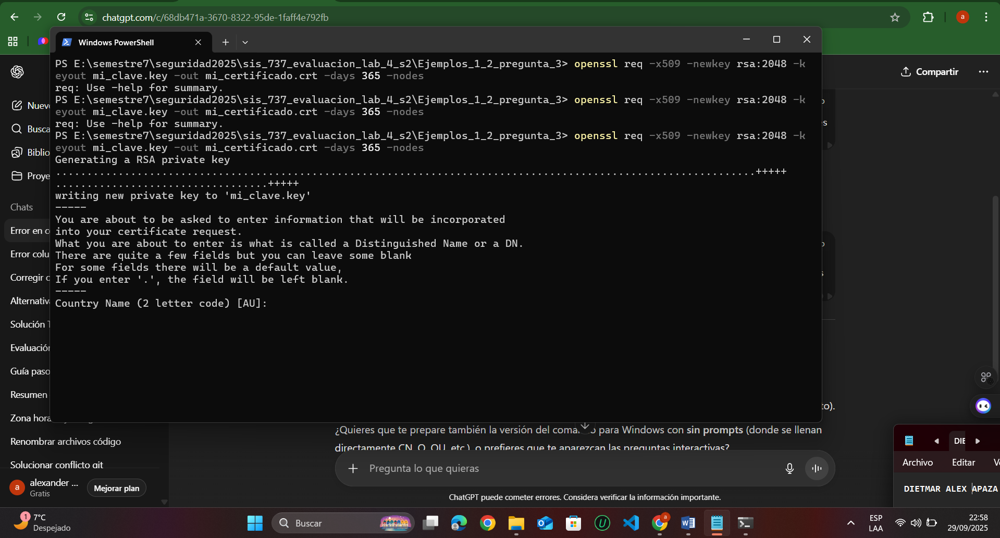 chatgpt.com/c/68db471a-3670-8322-95de-1faff4e792fb
a
Windows PowerShell
PS E:\semestre7\seguridad2025\sis_737_evaluacion_lab_4_s2\Ejemplos_1_2_pregunta_3> openssl req -x509 -newkey rsa:2048 -k
eyout mi_clave.key -out mi_certificado.crt -days 365 -nodes
req: Use -help for summary.
PS E:\semestre7\seguridad2025\sis_737_evaluacion_lab_4_s2\Ejemplos_1_2_pregunta_3> openssl req -x509 -newkey rsa:2048 -k
eyout mi_clave.key -out mi_certificado.crt -days 365 -nodes
req: Use -help for summary.
PS E:\semestre7\seguridad2025\sis_737_evaluacion_lab_4_s2\Ejemplos_1_2_pregunta_3> openssl req -x509 -newkey rsa:2048 -k
eyout mi_clave.key -out mi_certificado.crt -days 365 -nodes
Generating a RSA private key
................................................................................................................+++++
..................................+++++
writing new private key to 'mi_clave.key'
-----
You are about to be asked to enter information that will be incorporated
into your certificate request.
What you are about to enter is what is called a Distinguished Name or a DN.
There are quite a few fields but you can leave some blank
For some fields there will be a default value,
If you enter '.', the field will be left blank.
-----
Country Name (2 letter code) [AU]:
Compartir
Nuev
Busca
Biblio
Proye
Chats
Error en c
Error colu
Corregir c
Alternativ
Solución T
Evaluación
Guía paso
Resumen
Zona hora
Renombrar archivos código
Solucionar conflicto git
a
alexander ...
Gratis
Mejorar plan
to).
¿Quieres que te prepare también la versión del coma o para Windows con sin prompts (donde se llenan
directamente CN, O, OU, etc.), o prefieres que te aparezcan las preguntas interactivas?
Pregunta lo que quieras
ChatGPT puede cometer errores. Considera verificar la información importante.
DIE
Archivo Editar
DIETMAR ALEX APAZA
1
7°C
Despejado
Buscar
ESP
LAA
22:58
29/09/2025